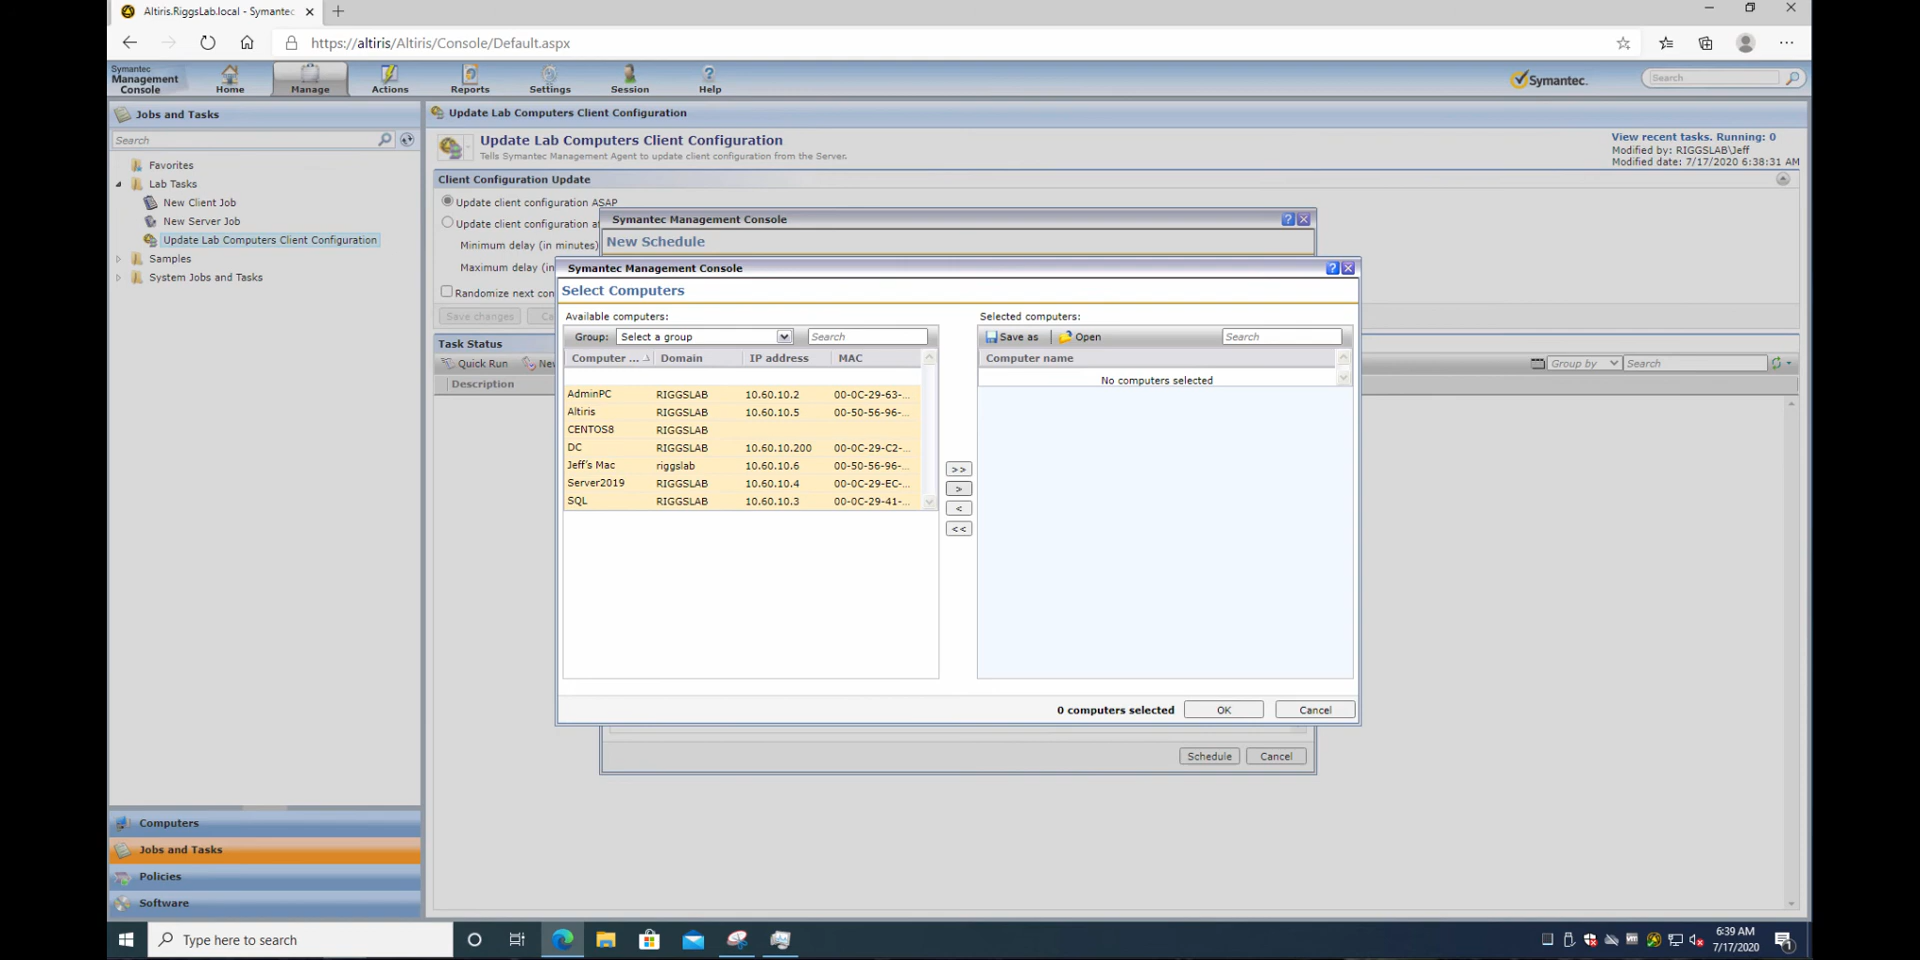 Altiris.RiggsLab.local - Symantec
https://altiris/Altiris/Console/Default.aspx
Symantec
Management
Console
Home
Manage
Actions
Reports
Settings
Session
Help
Symantec.
Search
Jobs and Tasks
Search
Favorites
Lab Tasks
New Client Job
New Server Job
Update Lab Computers Client Configuration
Samples
System Jobs and Tasks
Update Lab Computers Client Configuration
Update Lab Computers Client Configuration
Tells Symantec Management Agent to update client configuration from the Server.
View recent tasks. Running: 0
Modified by: RIGGSLAB\Jeff
Modified date: 7/17/2020 6:38:31 AM
Client Configuration Update
Update client configuration ASAP
Update client configuration
Minimum delay (in minutes)
Maximum delay (in
Randomize next
Save changes
Task Status
Quick Run
Group by
Search
Description
Symantec Management Console
New Schedule
Symantec Management Console
Select Computers
Available computers:
Group: Select a group
Search
Computer ... Domain IP address MAC
AdminPC RIGGSLAB 10.60.10.2 00-0C-29-63-...
Altiris RIGGSLAB 10.60.10.5 00-50-56-96-...
CENTOS8 RIGGSLAB
DC RIGGSLAB 10.60.10.200 00-0C-29-C2-...
Jeff's Mac riggslab 10.60.10.6 00-50-56-96-...
Server2019 RIGGSLAB 10.60.10.4 00-0C-29-EC-...
SQL RIGGSLAB 10.60.10.3 00-0C-29-41-...
>>
>
<
<<
Selected computers:
Save as
Open
Search
Computer name
No computers selected
0 computers selected
OK
Cancel
Schedule
Cancel
Computers
Jobs and Tasks
Policies
Software
Type here to search
6:39 AM
7/17/2020
1